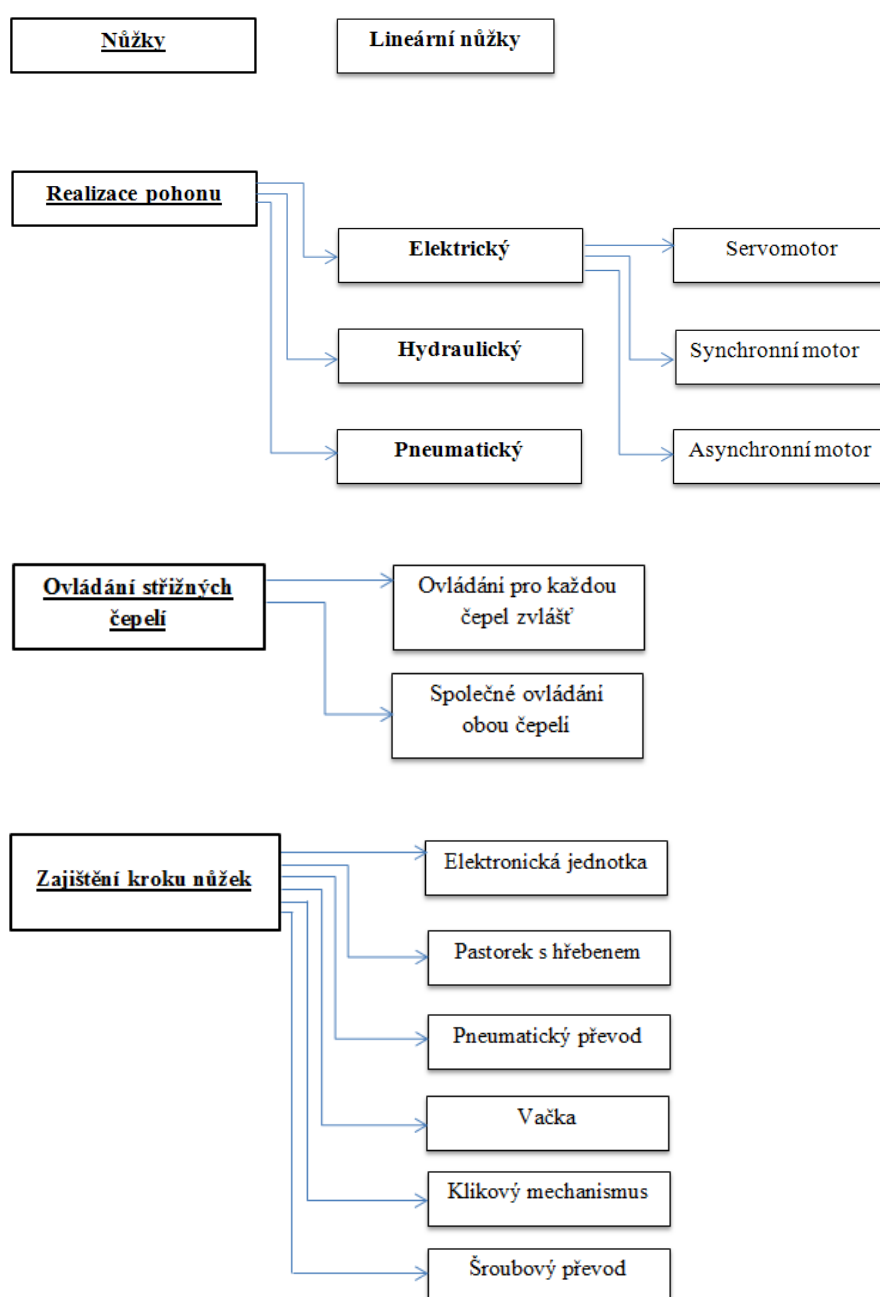 Nůžky
Lineární nůžky
Realizace pohonu
Elektrický
Servomotor
Hydraulický
Synchronní motor
Pneumatický
Asynchronní motor
Ovládání střižných
čepelí
Ovládání pro každou
čepel zvlášť
Společné ovládání
obou čepelí
Zajištění kroku nůžek
Elektronická jednotka
Pastorek s hřebenem
Pneumatický převod
Vačka
Klikový mechanismus
Šroubový převod